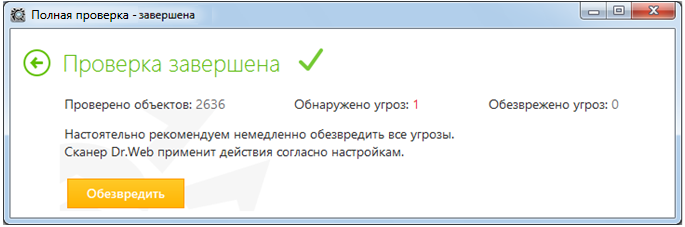 Полная проверка - завершена
Проверка завершена
Проверено объектов: 2636 Обнаружено угроз: 1 Обезврежено угроз: 0
Настоятельно рекомендуем немедленно обезвредить все угрозы.
Сканер Dr.Web применит действия согласно настройкам.
Обезвредить